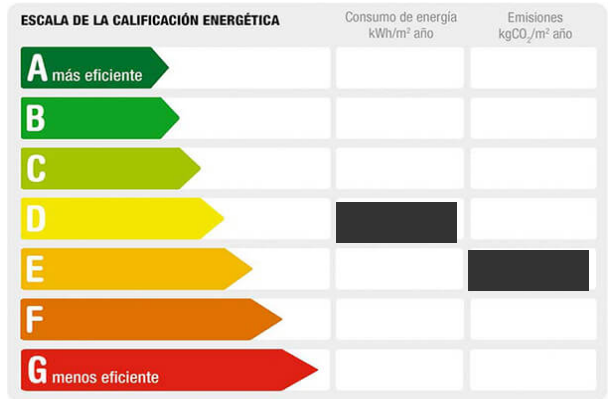 ESCALA DE LA CALIFICACIÓN ENERGÉTICA
Consumo de energía
kWh/m² año
Emisiones
kgCO₂/m² año
A más eficiente
B
C
D
E
F
G menos eficiente